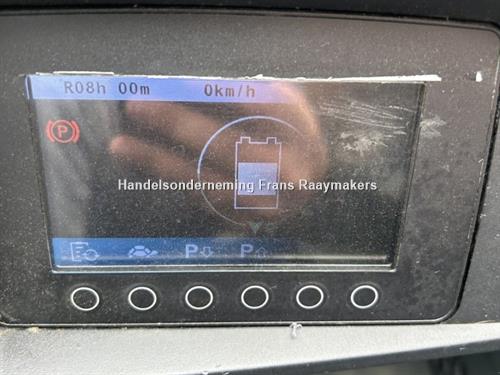 R08h 00m 0km/h
P
Handelsonderneming Frans Raaymakers
P P